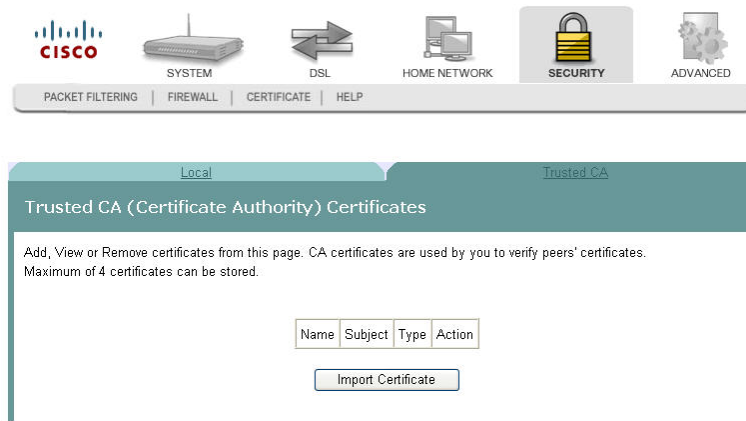 CISCO
SYSTEM
DSL
HOME NETWORK
SECURITY
ADVANCED
PACKET FILTERING | FIREWALL | CERTIFICATE | HELP
Local
Trusted CA
Trusted CA (Certificate Authority) Certificates
Add, View or Remove certificates from this page. CA certificates are used by you to verify peers' certificates.
Maximum of 4 certificates can be stored.
Name Subject Type Action
Import Certificate